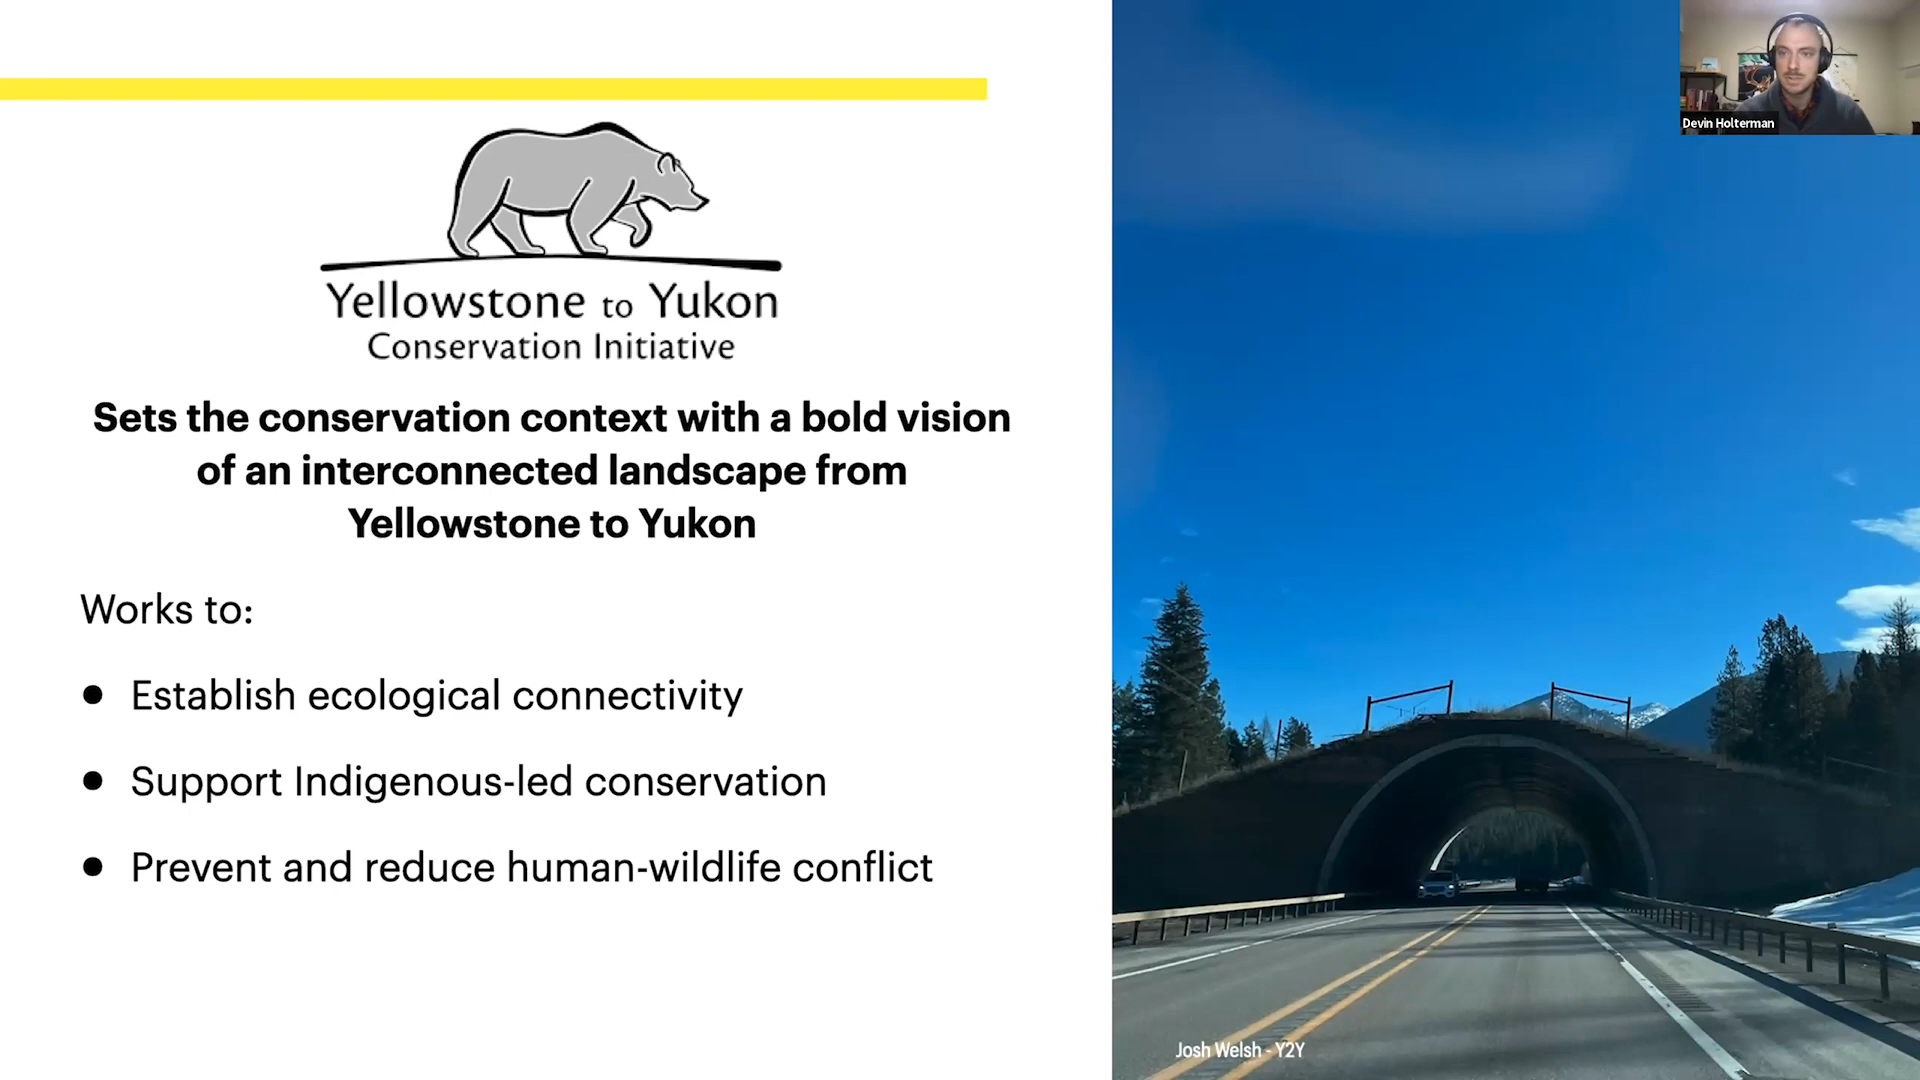 Yellowstone to Yukon
Conservation Initiative
Sets the conservation context with a bold vision
of an interconnected landscape from
Yellowstone to Yukon
Works to:
● Establish ecological connectivity
● Support Indigenous-led conservation
● Prevent and reduce human-wildlife conflict
Devin Holterman
Josh Welsh - Y2Y